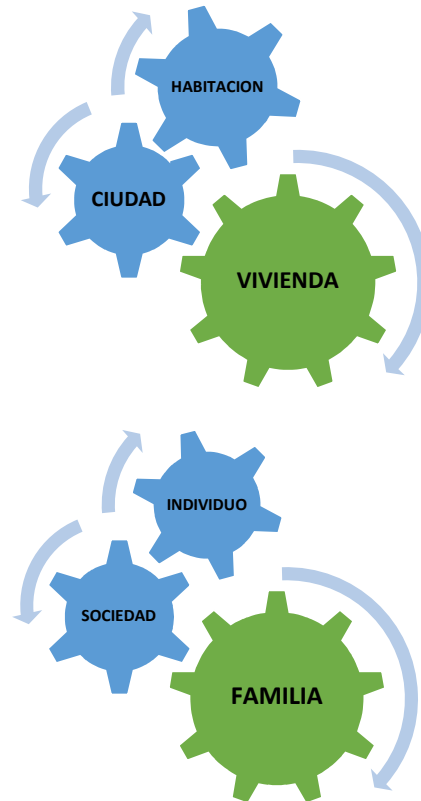 HABITACION
CIUDAD
VIVIENDA
INDIVIDUO
SOCIEDAD
FAMILIA